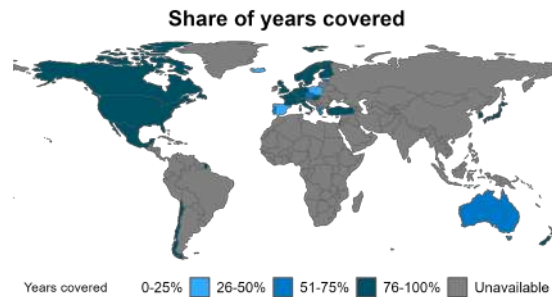 Share of years covered
Years covered 0-25% 26-50% 51-75% 76-100% Unavailable